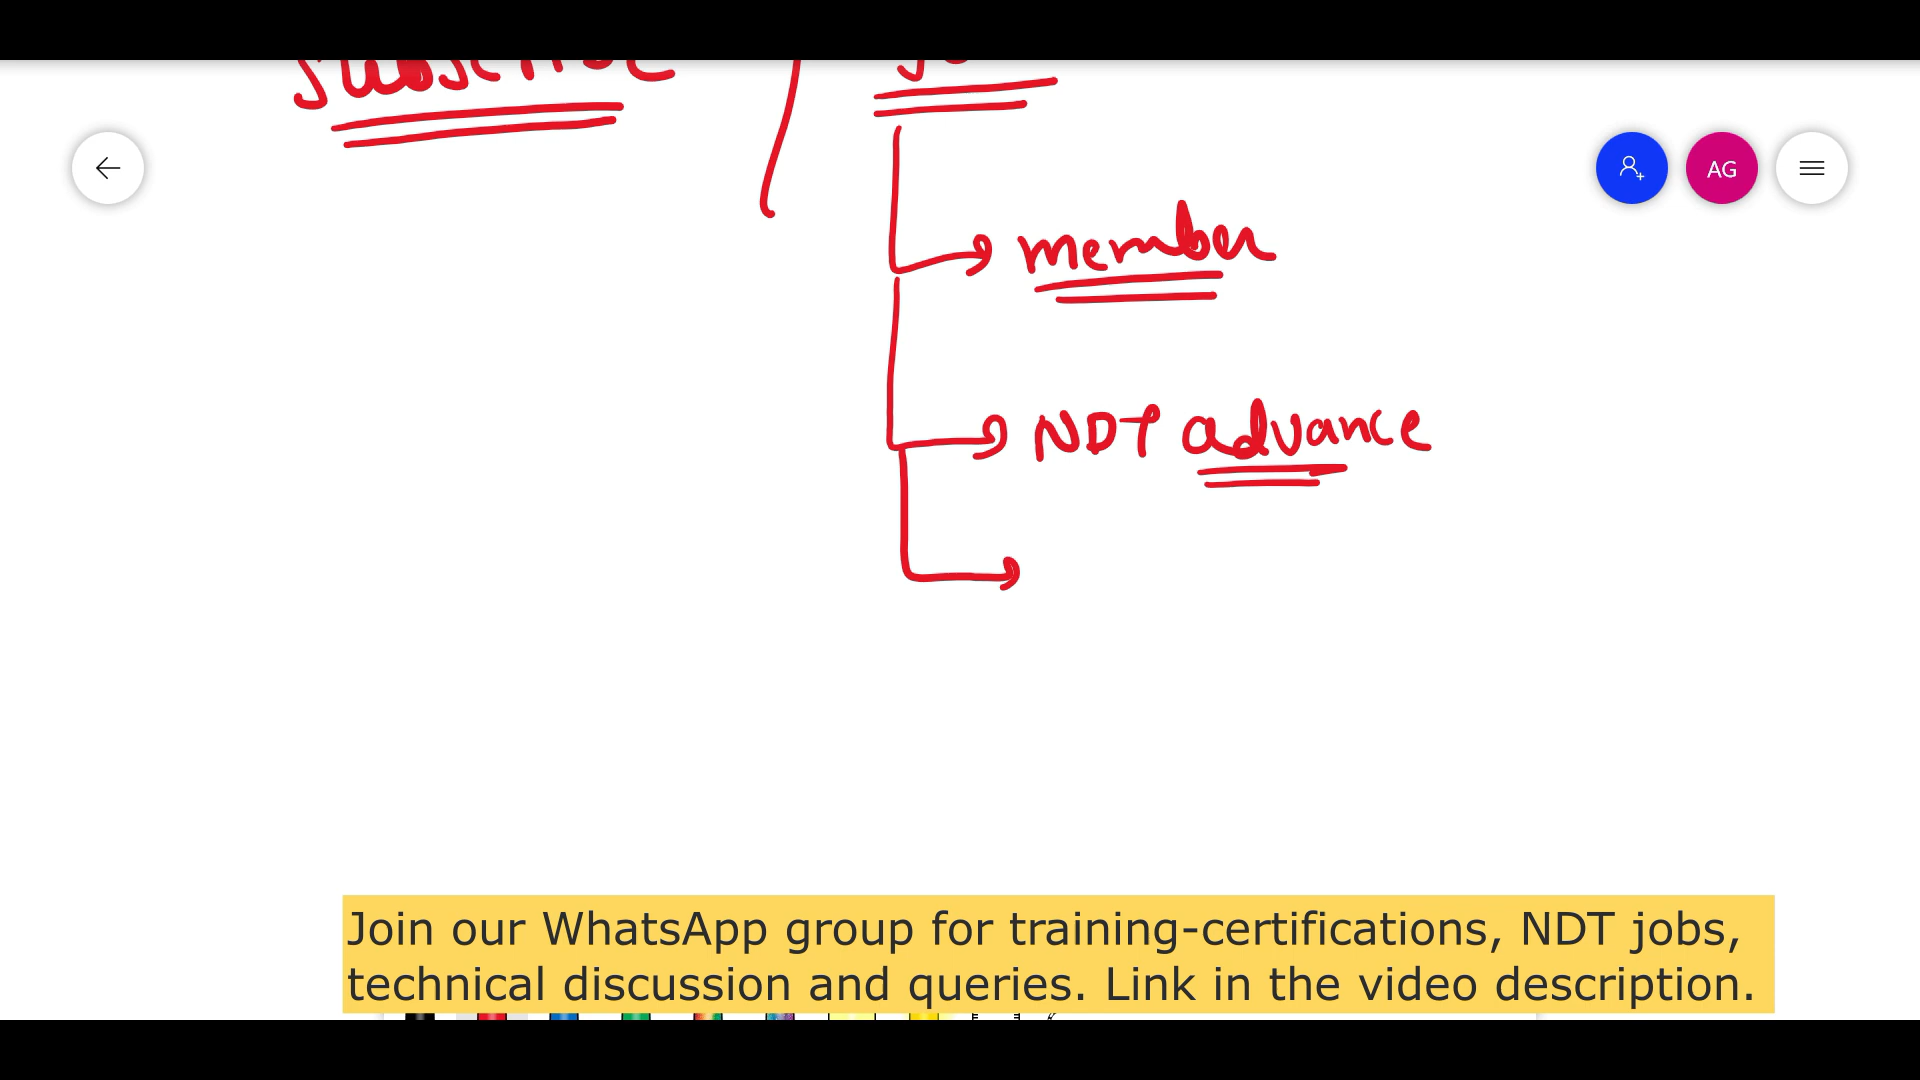 subscribe
AG
member
NDT advance
Join our WhatsApp group for training-certifications, NDT jobs,
technical discussion and queries. Link in the video description.